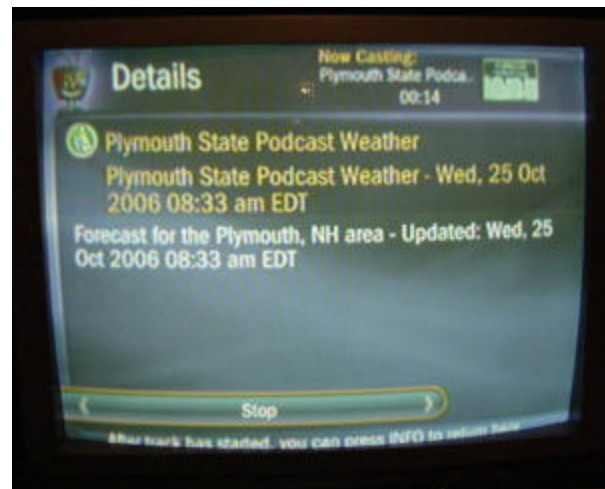 Details
Now Casting:
Plymouth State Podca..
00:14
Plymouth State Podcast Weather
Plymouth State Podcast Weather - Wed, 25 Oct
2006 08:33 am EDT
Forecast for the Plymouth, NH area - Updated: Wed, 25
Oct 2006 08:33 am EDT
Stop
After track has started, you can press INFO to return here